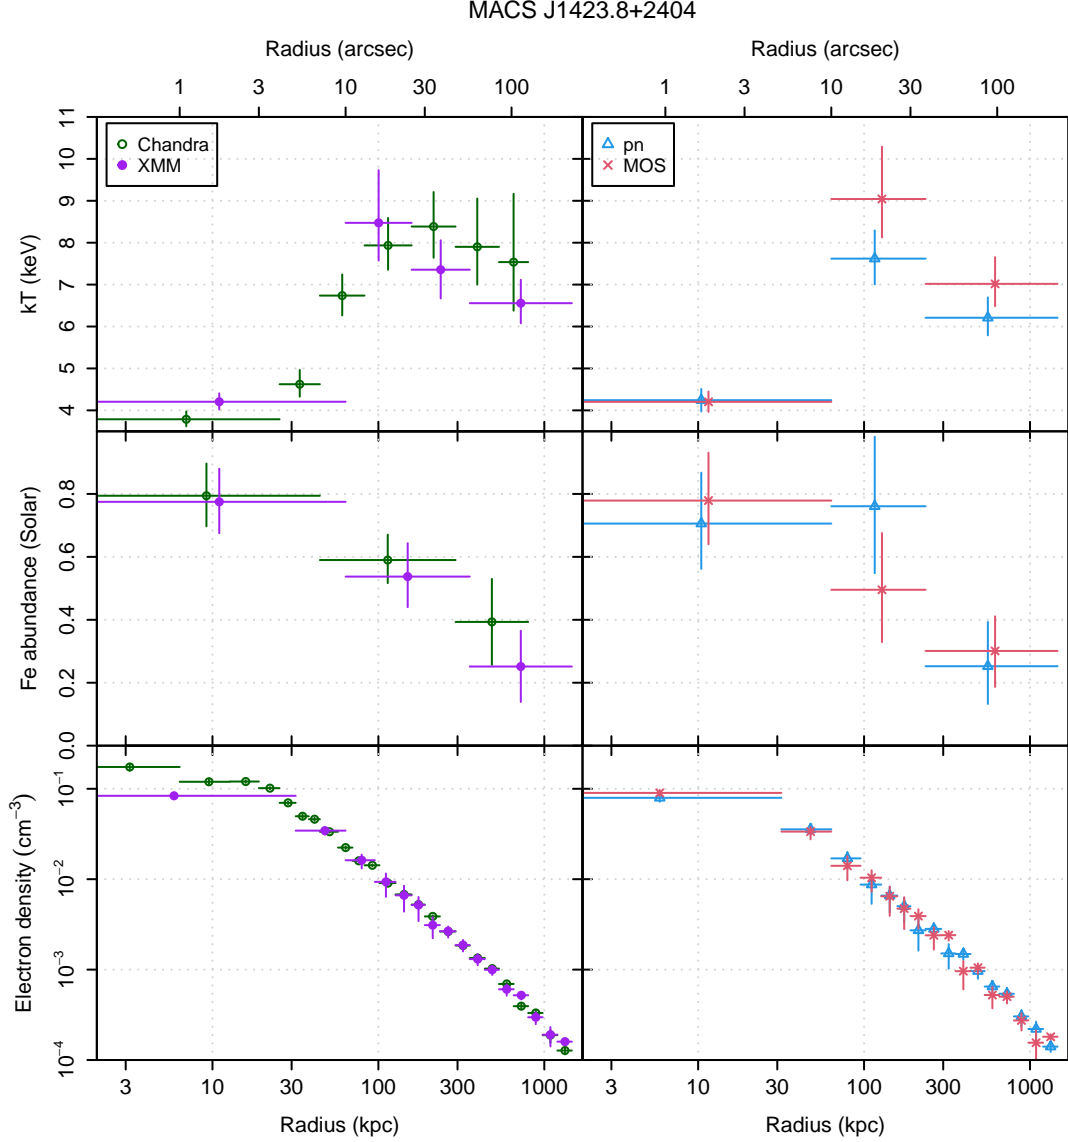 MACS J1423.8+2404
Radius (arcsec)
Radius (arcsec)
1 3 10 30 100
1 3 10 30 100
kT (keV)
11
10
9
8
7
6
5
4
Chandra
XMM
pn
MOS
Fe abundance (Solar)
0.8
0.6
0.4
0.2
0.0
Electron density (cm−3)
10−1
10−2
10−3
10−4
3 10 30 100 300 1000
3 10 30 100 300 1000
Radius (kpc)
Radius (kpc)